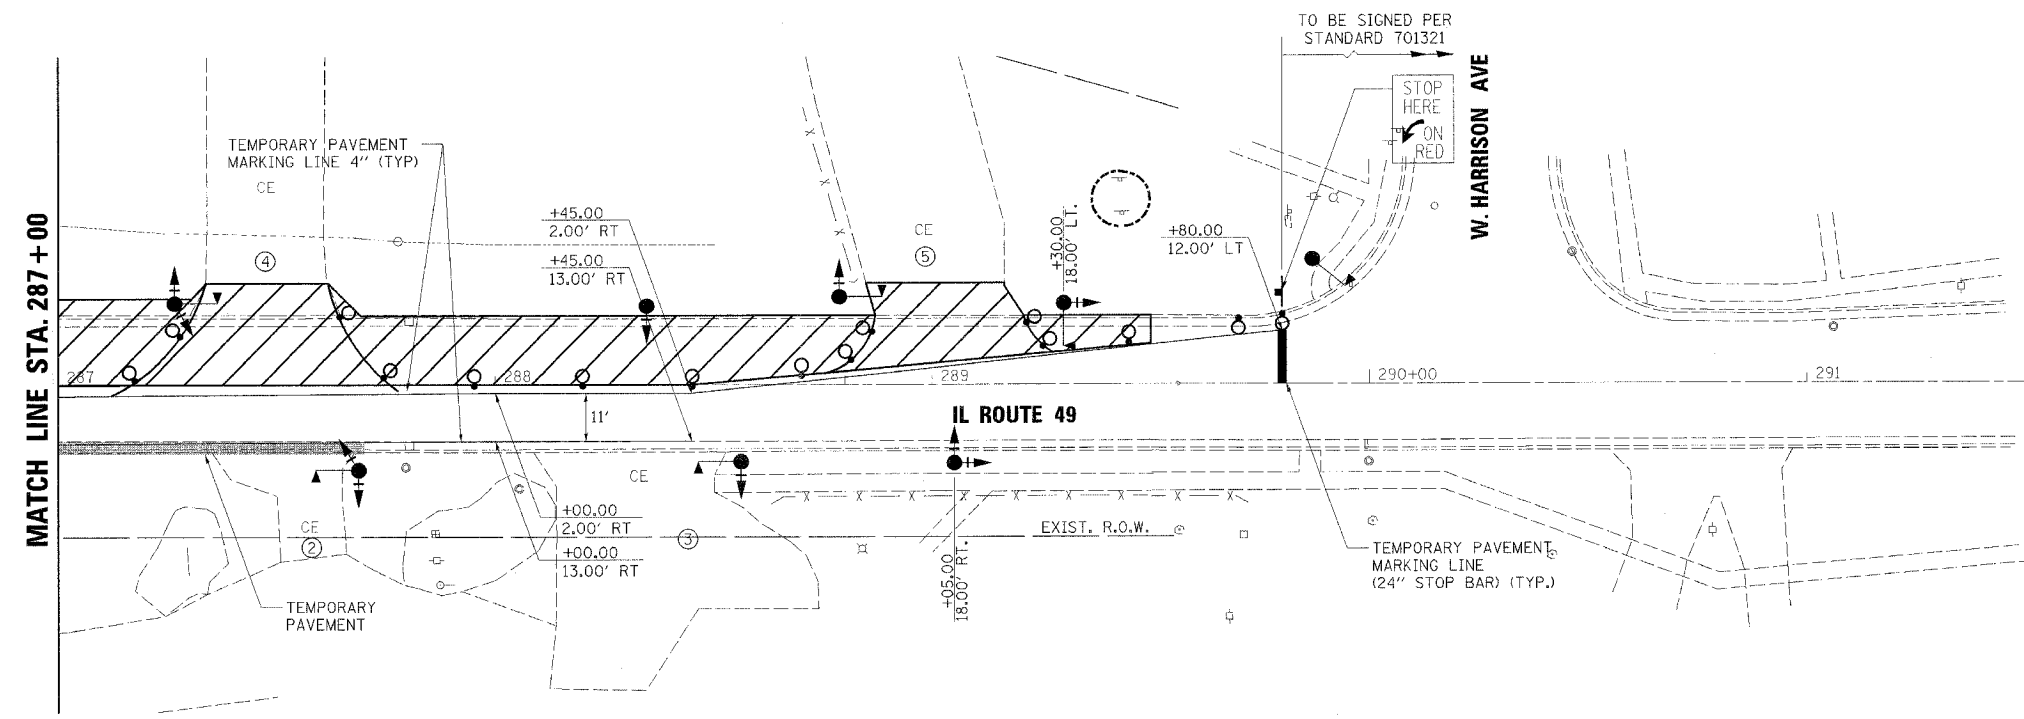 TO BE SIGNED PER
STANDARD 701321
STOP
HERE
ON
RED
W. HARRISON AVE
TEMPORARY PAVEMENT
MARKING LINE 4" (TYP)
CE
4
+45.00
2.00' RT
+45.00
13.00' RT
CE
5
+30.00
18.00' LT.
+80.00
12.00' LT
MATCH LINE STA. 287+00
287
288
289
290+00
291
11'
IL ROUTE 49
CE
CE
2
3
+00.00
2.00' RT
+00.00
13.00' RT
EXIST. R.O.W.
+05.00
18.00' RT.
TEMPORARY PAVEMENT
MARKING LINE
(24" STOP BAR) (TYP.)
TEMPORARY
PAVEMENT